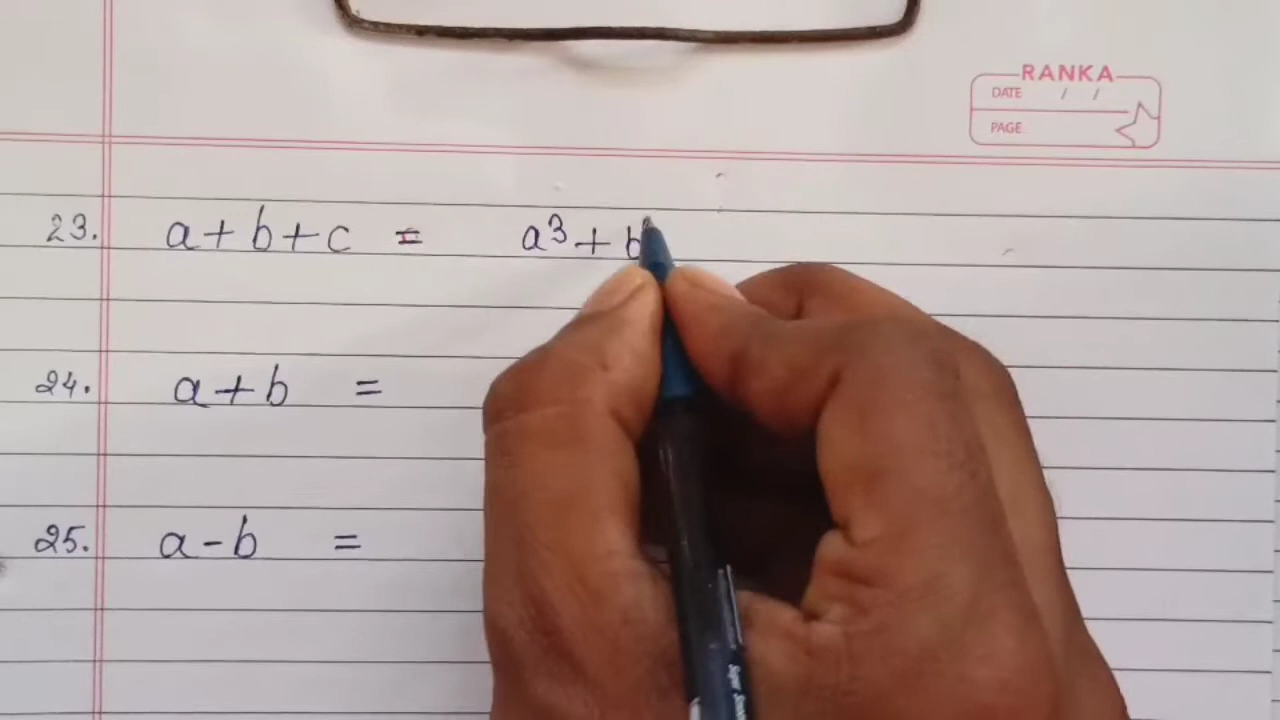 RANKA
DATE / /
PAGE
23. a+b+c = a³+b
24. a+b =
25. a-b =